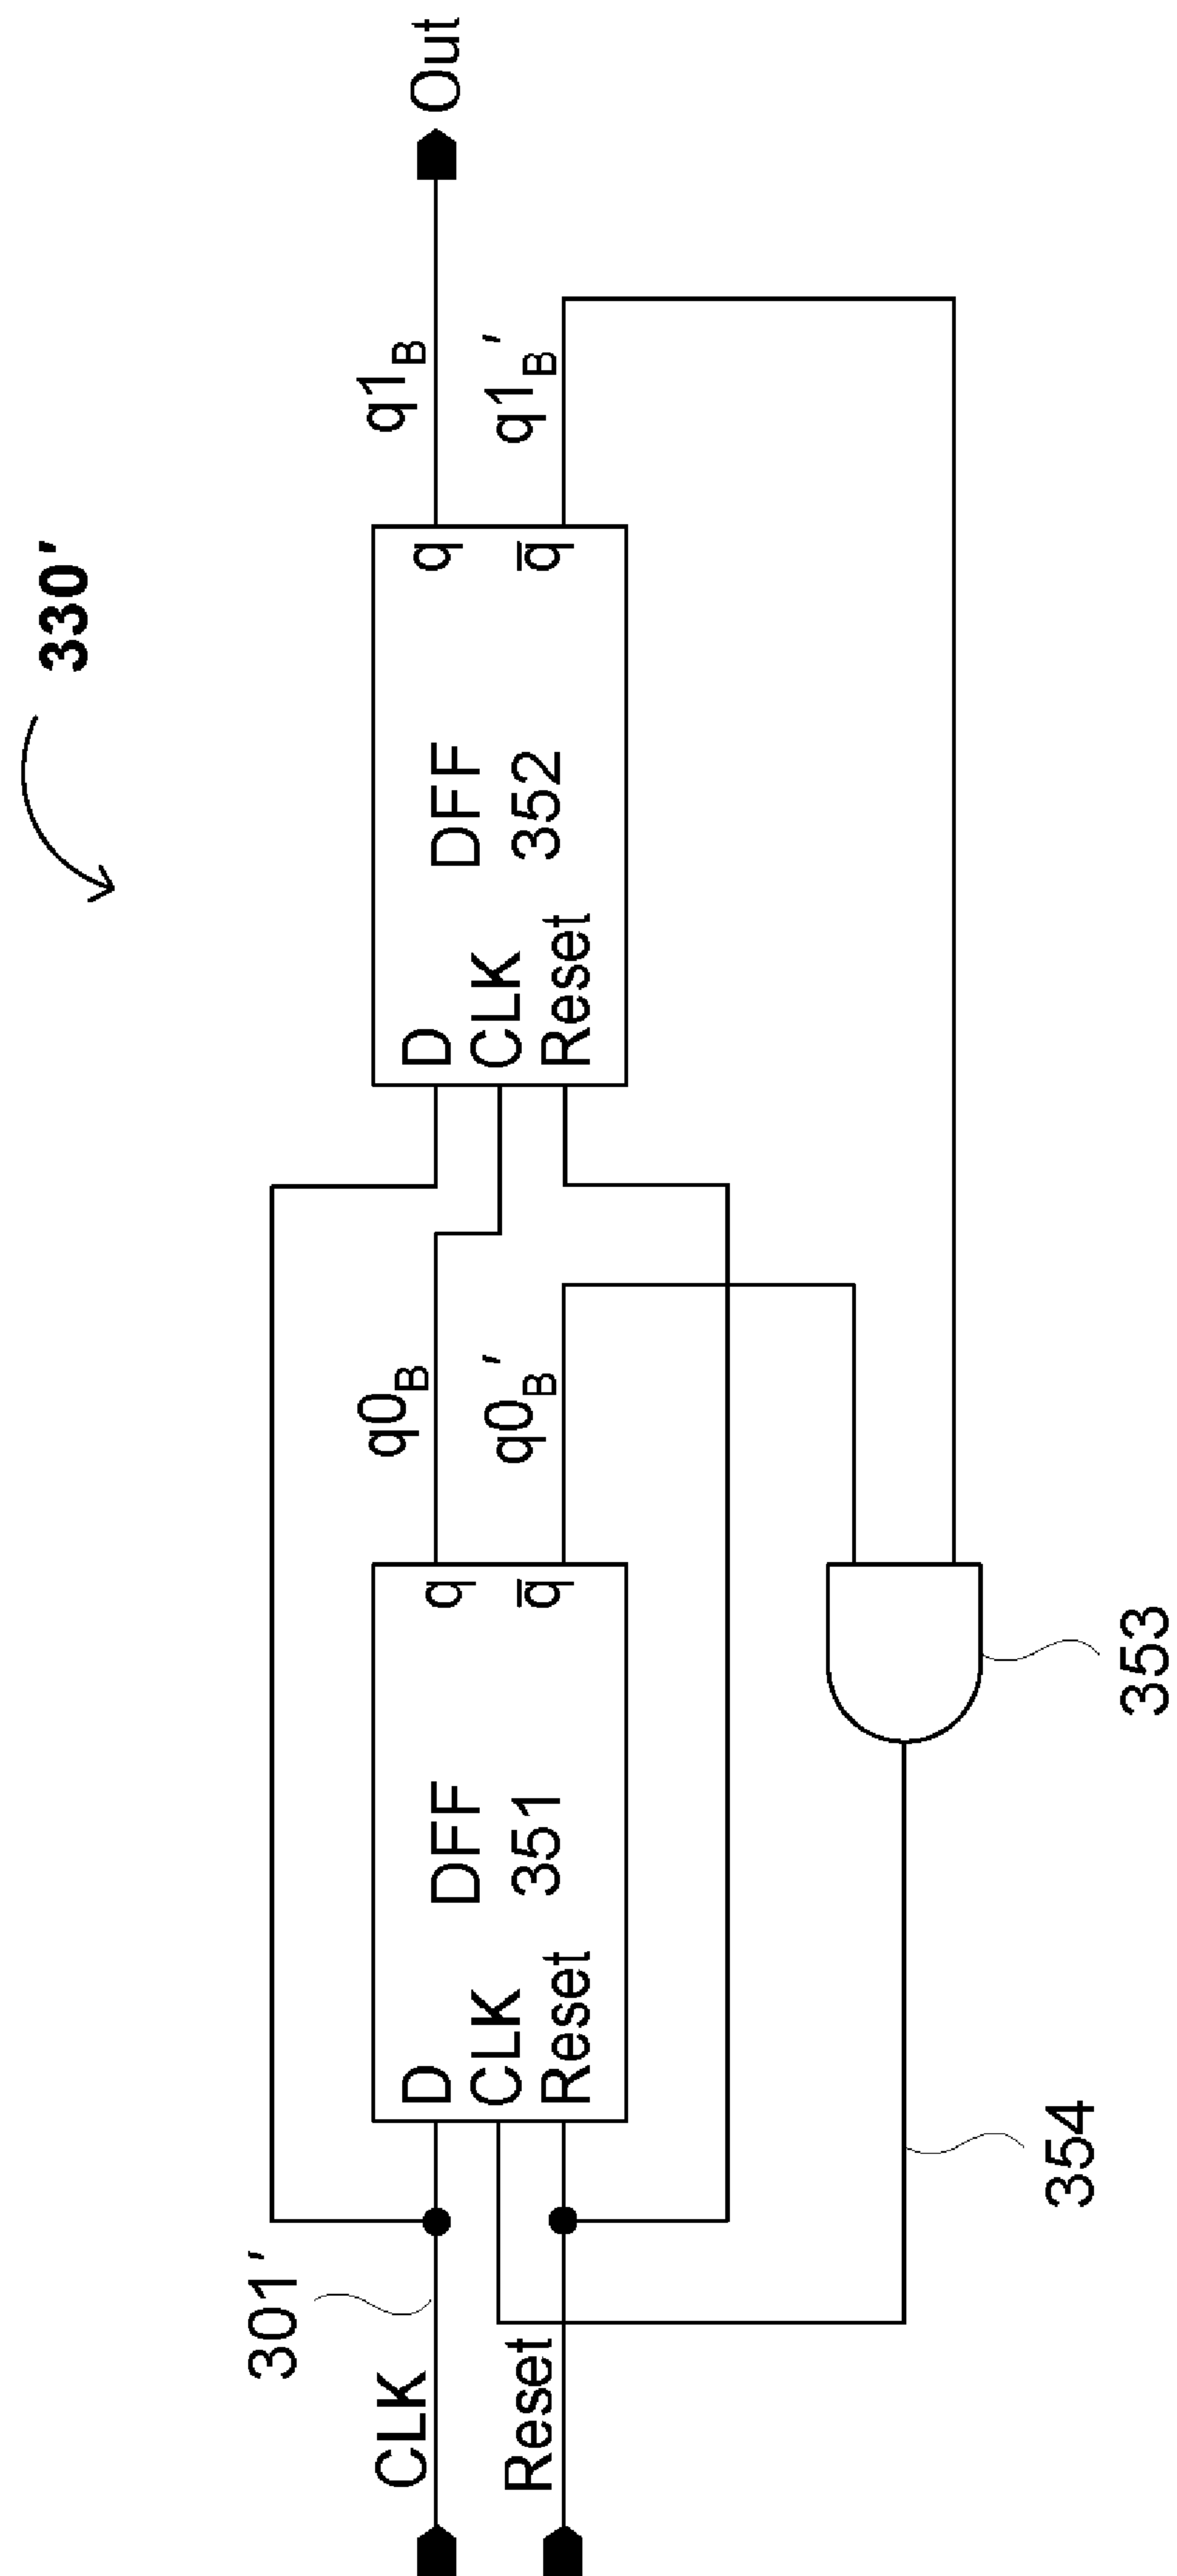 330′
301′
CLK
Reset
D
CLK
Reset
DFF
351
q
q̅
q0B
q0B′
D
CLK
Reset
DFF
352
q
q̅
q1B
q1B′
Out
354
353